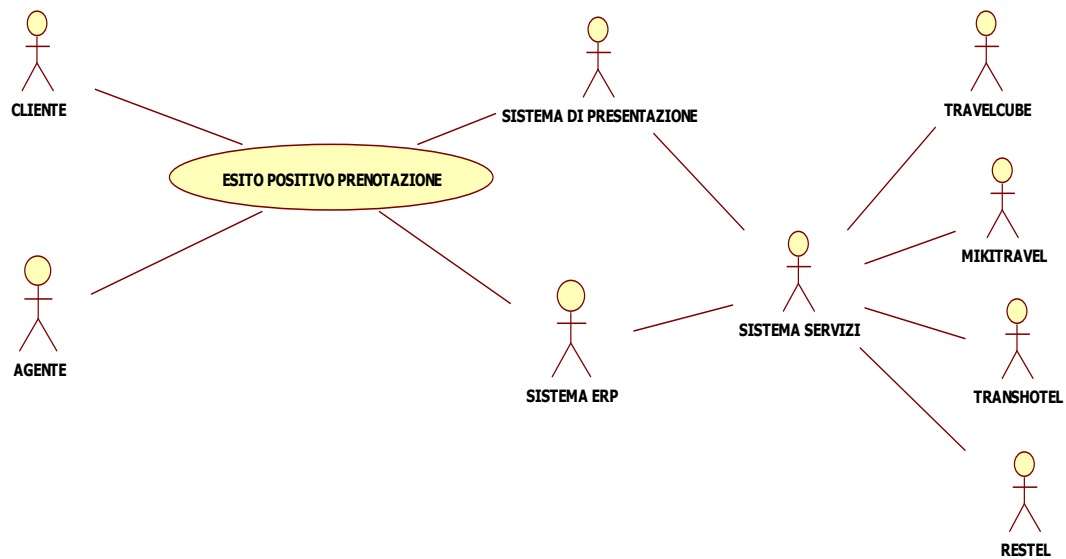 CLIENTE
SISTEMA DI PRESENTAZIONE
TRAVELCUBE
ESITO POSITIVO PRENOTAZIONE
MIKITRAVEL
SISTEMA SERVIZI
AGENTE
SISTEMA ERP
TRANSHOTEL
RESTEL